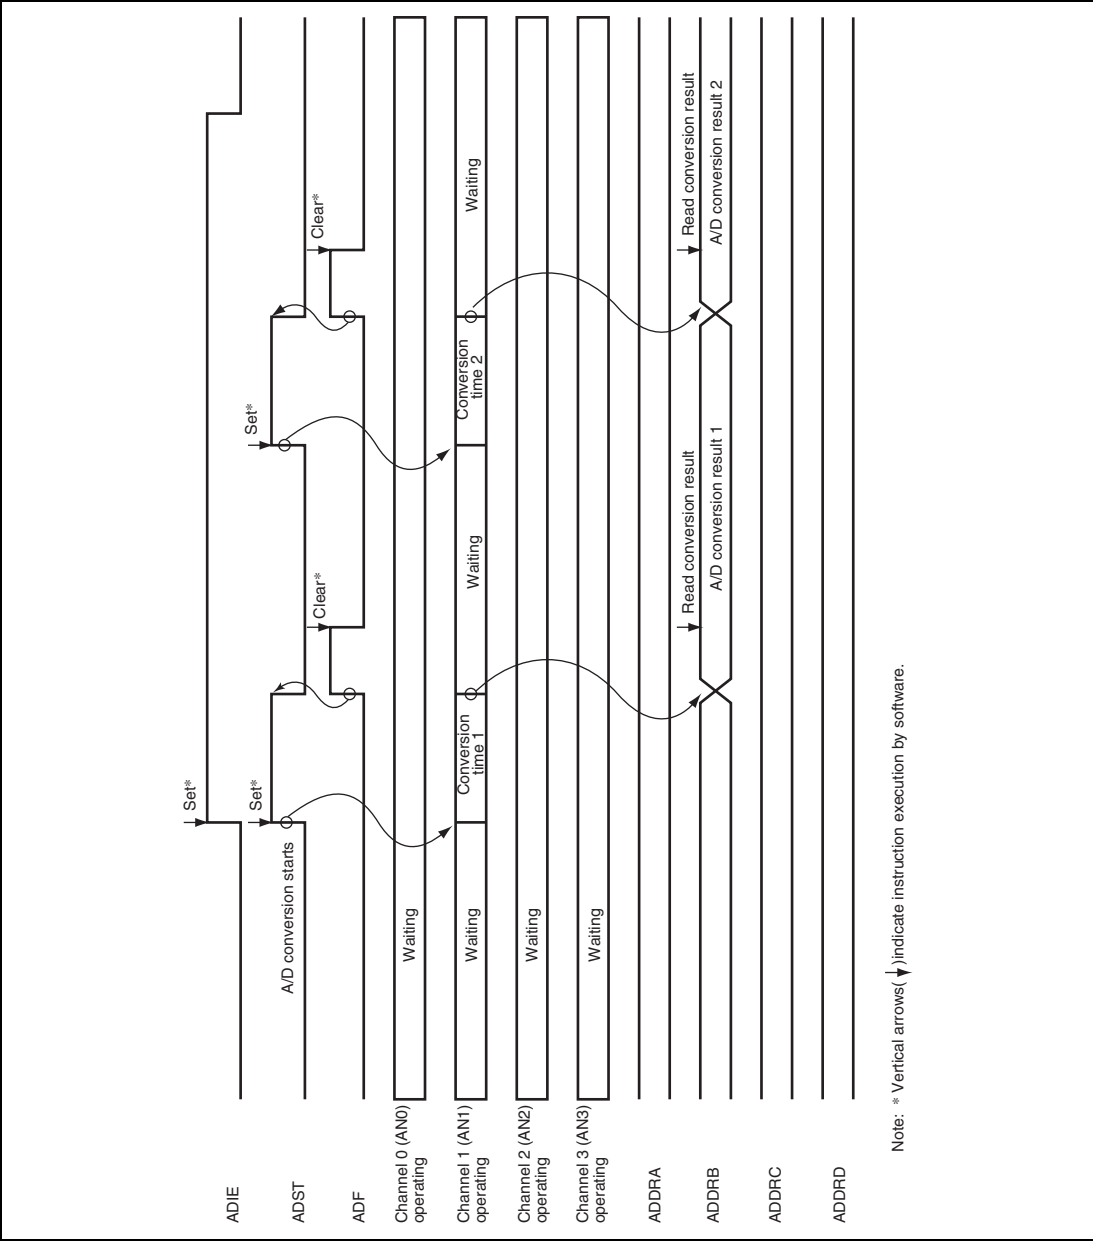 ADIE
Set*
ADST
A/D conversion starts
Set*
Set*
ADF
Clear*
Clear*
Channel 0 (AN0)
operating
Waiting
Channel 1 (AN1)
operating
Waiting
Conversion
time 1
Waiting
Conversion
time 2
Waiting
Channel 2 (AN2)
operating
Waiting
Channel 3 (AN3)
operating
Waiting
ADDRA
ADDRB
Read conversion result
A/D conversion result 1
Read conversion result
A/D conversion result 2
ADDRC
ADDRD
Note: * Vertical arrows( ↓ )indicate instruction execution by software.